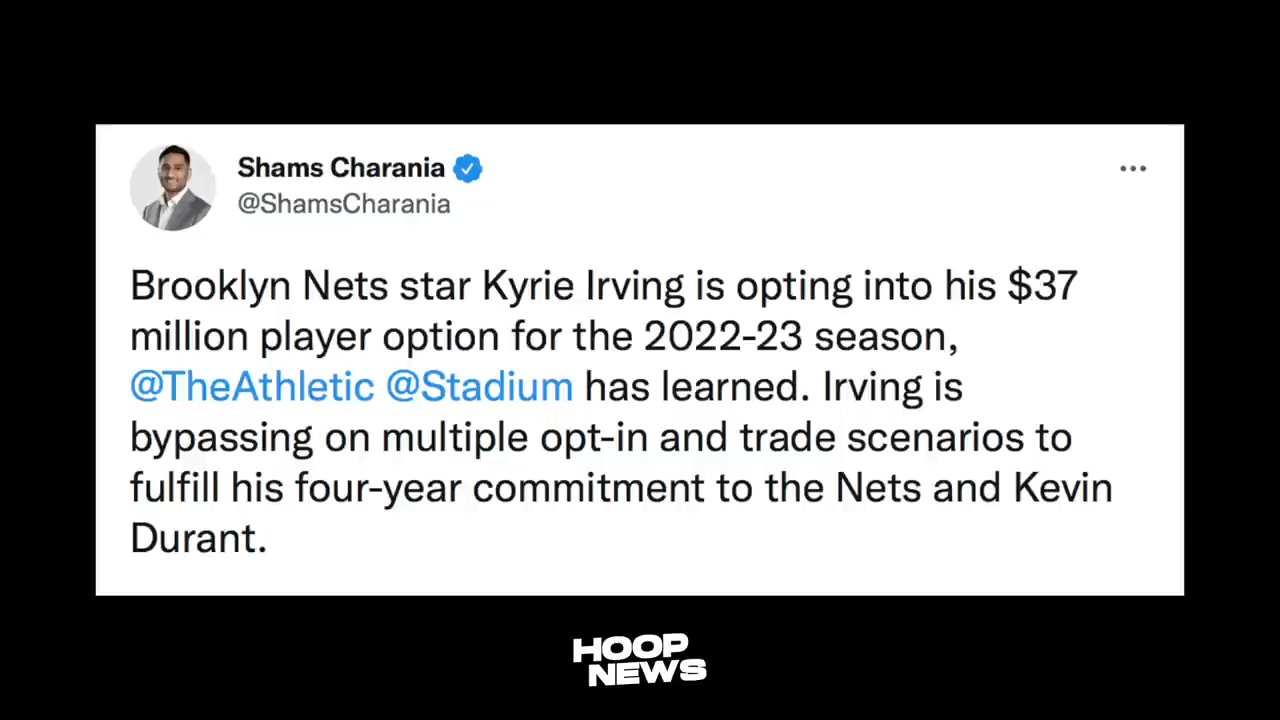 Shams Charania
@ShamsCharania
Brooklyn Nets star Kyrie Irving is opting into his $37
million player option for the 2022-23 season,
@TheAthletic @Stadium has learned. Irving is
bypassing on multiple opt-in and trade scenarios to
fulfill his four-year commitment to the Nets and Kevin
Durant.
HOOP
NEWS